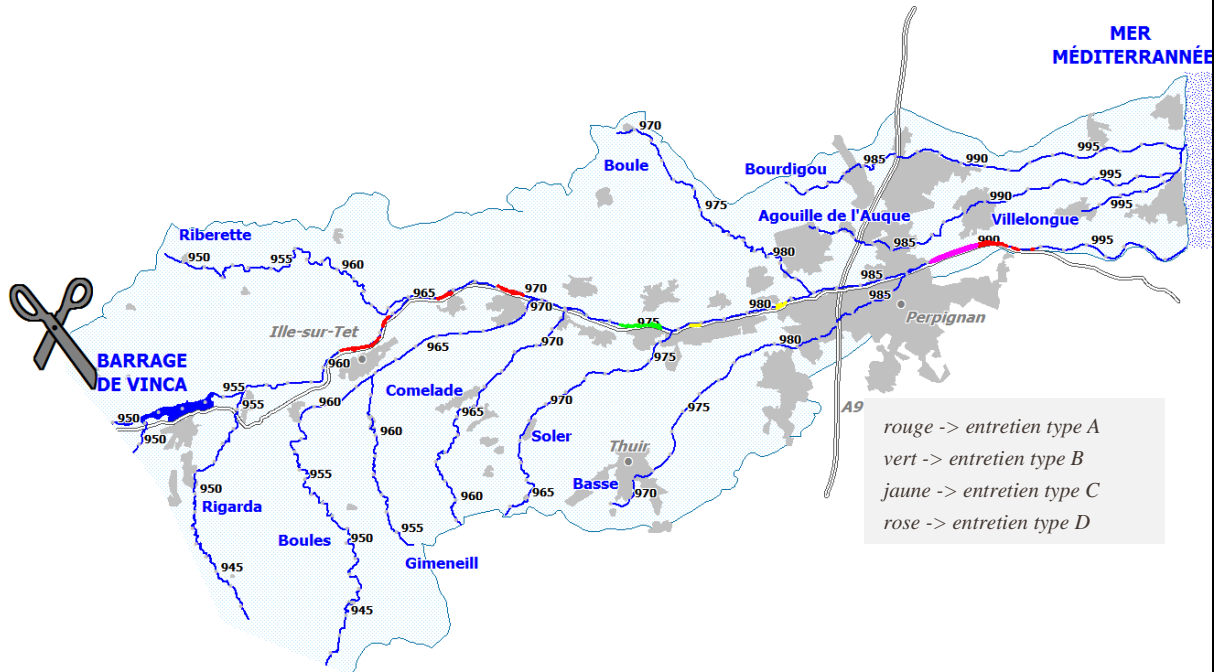 MER
MÉDITERRANNÉE
970
Boule
Bourdigou
985
990
995
975
990
995
Agouille de l'Auque
Villelongue
995
Riberette
950
955
960
980
985
990
995
965
970
980
985
985
Ille-sur-Tet
970
975
Perpignan
960
965
970
975
980
BARRAGE
DE VINCA
955
955
Comelade
960
965
970
975
A9
950
950
960
Soler
rouge -> entretien type A
vert -> entretien type B
jaune -> entretien type C
rose -> entretien type D
Thuir
955
Basse
970
950
Rigarda
960
965
Boules
950
955
Gimeneill
945
945